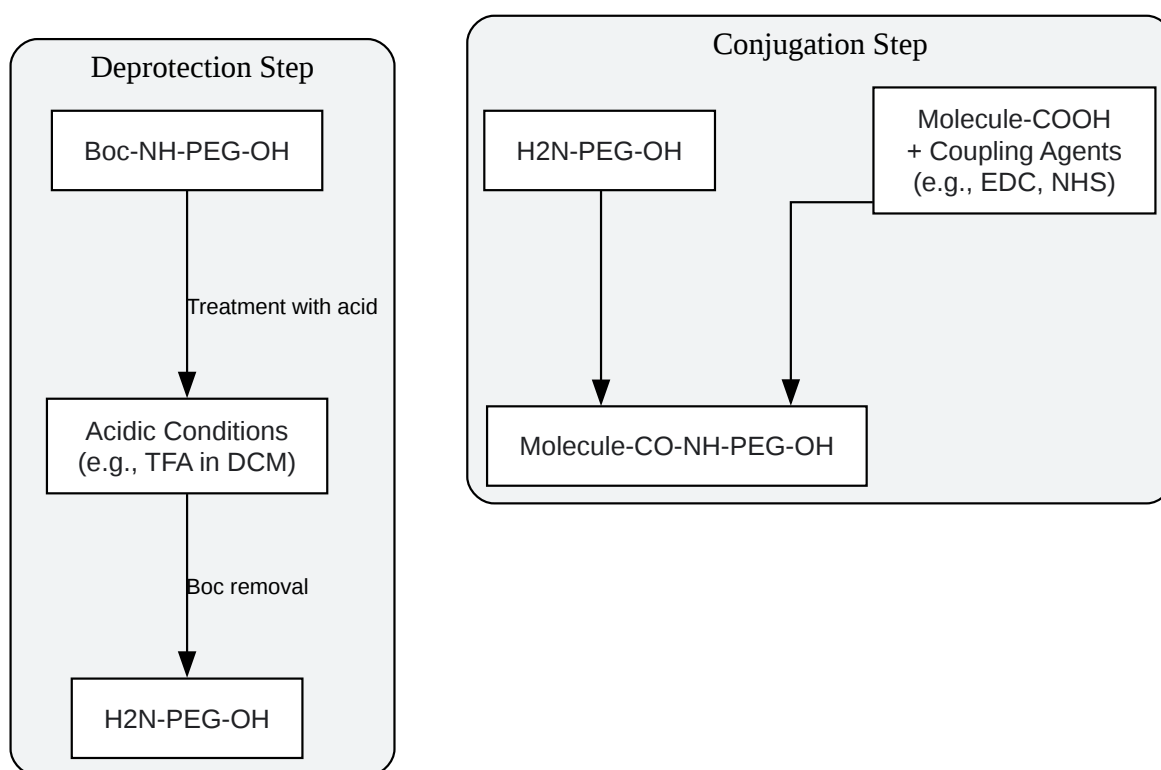 Deprotection Step
Boc-NH-PEG-OH
Treatment with acid
Acidic Conditions
(e.g., TFA in DCM)
Boc removal
H2N-PEG-OH
Conjugation Step
H2N-PEG-OH
Molecule-COOH
+ Coupling Agents
(e.g., EDC, NHS)
Molecule-CO-NH-PEG-OH